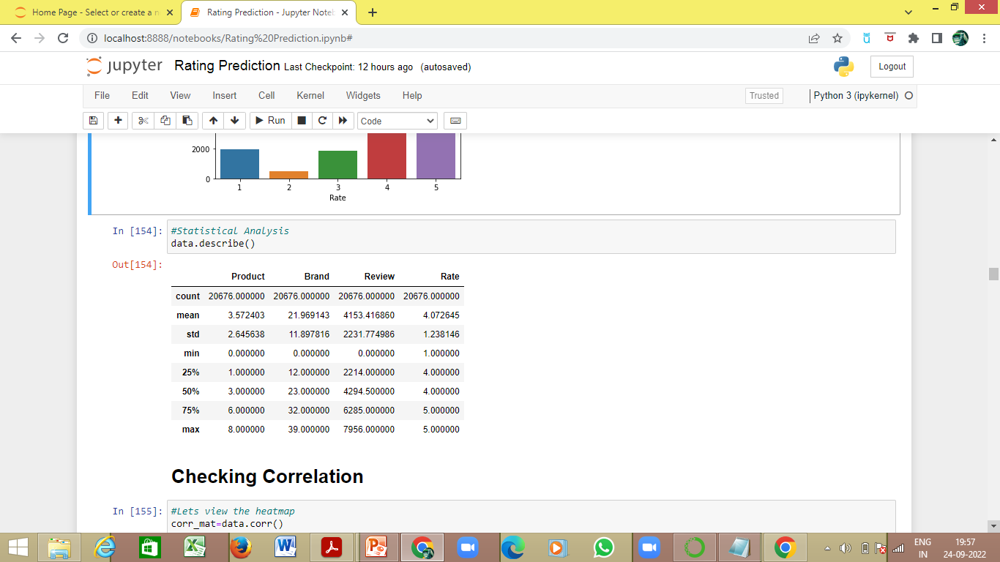 Home Page - Select or create a n
Rating Prediction - Jupyter Noteb
localhost:8888/notebooks/Rating%20Prediction.ipynb#
jupyter Rating Prediction Last Checkpoint: 12 hours ago (autosaved)
Logout
File Edit View Insert Cell Kernel Widgets Help
Trusted
Python 3 (ipykernel)
Run
Code
2000
0
1 2 3 4 5
Rate
In [154]: #Statistical Analysis
data.describe()
Out[154]:
Product Brand Review Rate
count 20676.000000 20676.000000 20676.000000 20676.000000
mean 3.572403 21.969143 4153.416860 4.072645
std 2.645638 11.897816 2231.774986 1.238146
min 0.000000 0.000000 0.000000 1.000000
25% 1.000000 12.000000 2214.000000 4.000000
50% 3.000000 23.000000 4294.500000 4.000000
75% 6.000000 32.000000 6285.000000 5.000000
max 8.000000 39.000000 7956.000000 5.000000
Checking Correlation
In [155]: #Lets view the heatmap
corr_mat=data.corr()
ENG 19:57
IN 24-09-2022